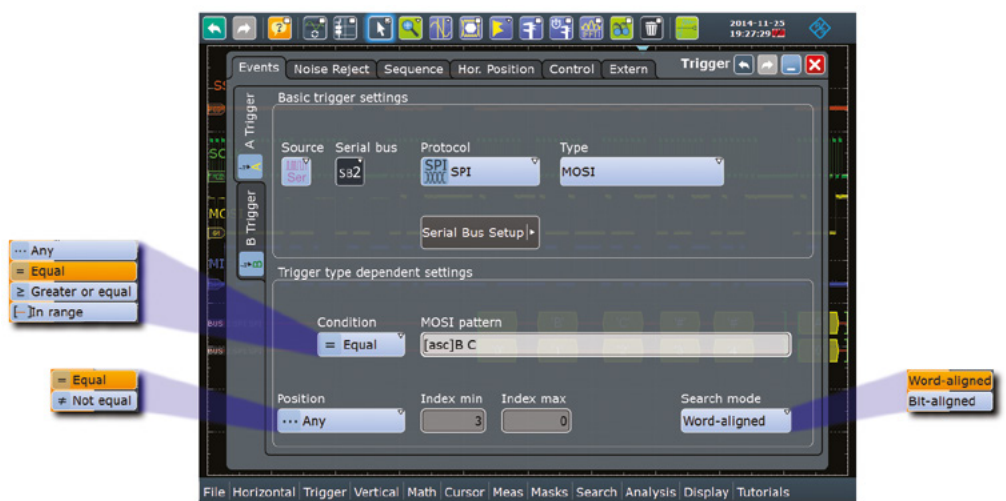 2014-11-25
19:27:29
Events Noise Reject Sequence Hor. Position Control Extern Trigger
A Trigger
B Trigger
Basic trigger settings
Source Serial bus Protocol Type
Ser SB2 SPI SPI MOSI
Serial Bus Setup
Trigger type dependent settings
Condition MOSI pattern
= Equal [asc]B C
Position Index min Index max Search mode
··· Any 3 0 Word-aligned
··· Any
= Equal
≥ Greater or equal
[--]In range
= Equal
≠ Not equal
Word-aligned
Bit-aligned
File Horizontal Trigger Vertical Math Cursor Meas Masks Search Analysis Display Tutorials